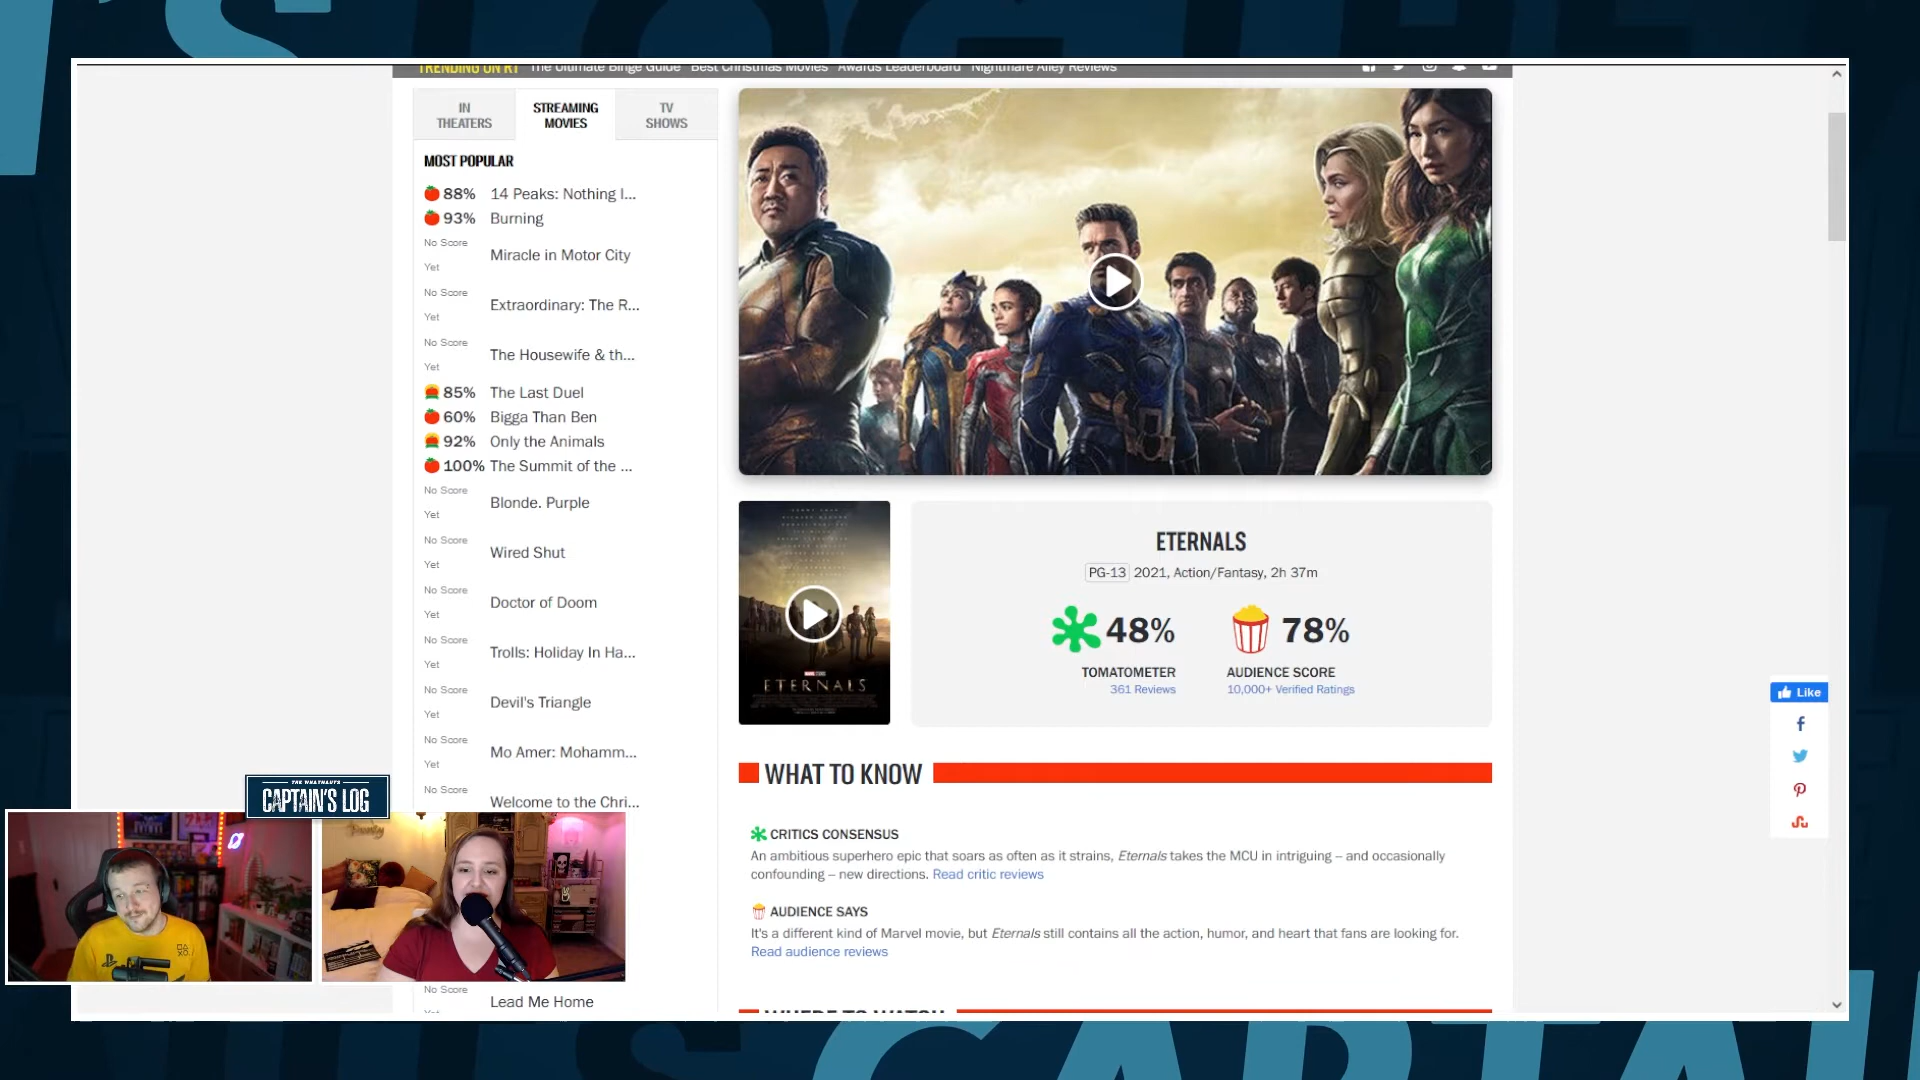 TRENDING ON RT The Ultimate Binge Guide Best Christmas Movies Awards Leaderboard Nightmare Alley Reviews
IN
THEATERS
STREAMING
MOVIES
TV
SHOWS
MOST POPULAR
88% 14 Peaks: Nothing I...
93% Burning
No Score
Yet
Miracle in Motor City
No Score
Yet
Extraordinary: The R...
No Score
Yet
The Housewife & th...
85% The Last Duel
60% Bigga Than Ben
92% Only the Animals
100% The Summit of the ...
No Score
Yet
Blonde. Purple
No Score
Yet
Wired Shut
No Score
Yet
Doctor of Doom
No Score
Yet
Trolls: Holiday In Ha...
No Score
Yet
Devil's Triangle
No Score
Yet
Mo Amer: Mohamm...
No Score
Welcome to the Chri...
No Score
Yet
Lead Me Home
MARVEL STUDIOS
ETERNALS
ETERNALS
PG-13 2021, Action/Fantasy, 2h 37m
48%
TOMATOMETER
361 Reviews
78%
AUDIENCE SCORE
10,000+ Verified Ratings
WHAT TO KNOW
CRITICS CONSENSUS
An ambitious superhero epic that soars as often as it strains, Eternals takes the MCU in intriguing – and occasionally
confounding – new directions. Read critic reviews
AUDIENCE SAYS
It's a different kind of Marvel movie, but Eternals still contains all the action, humor, and heart that fans are looking for.
Read audience reviews
WHERE TO WATCH
Like
THE WHATNAUTS
CAPTAIN'S LOG